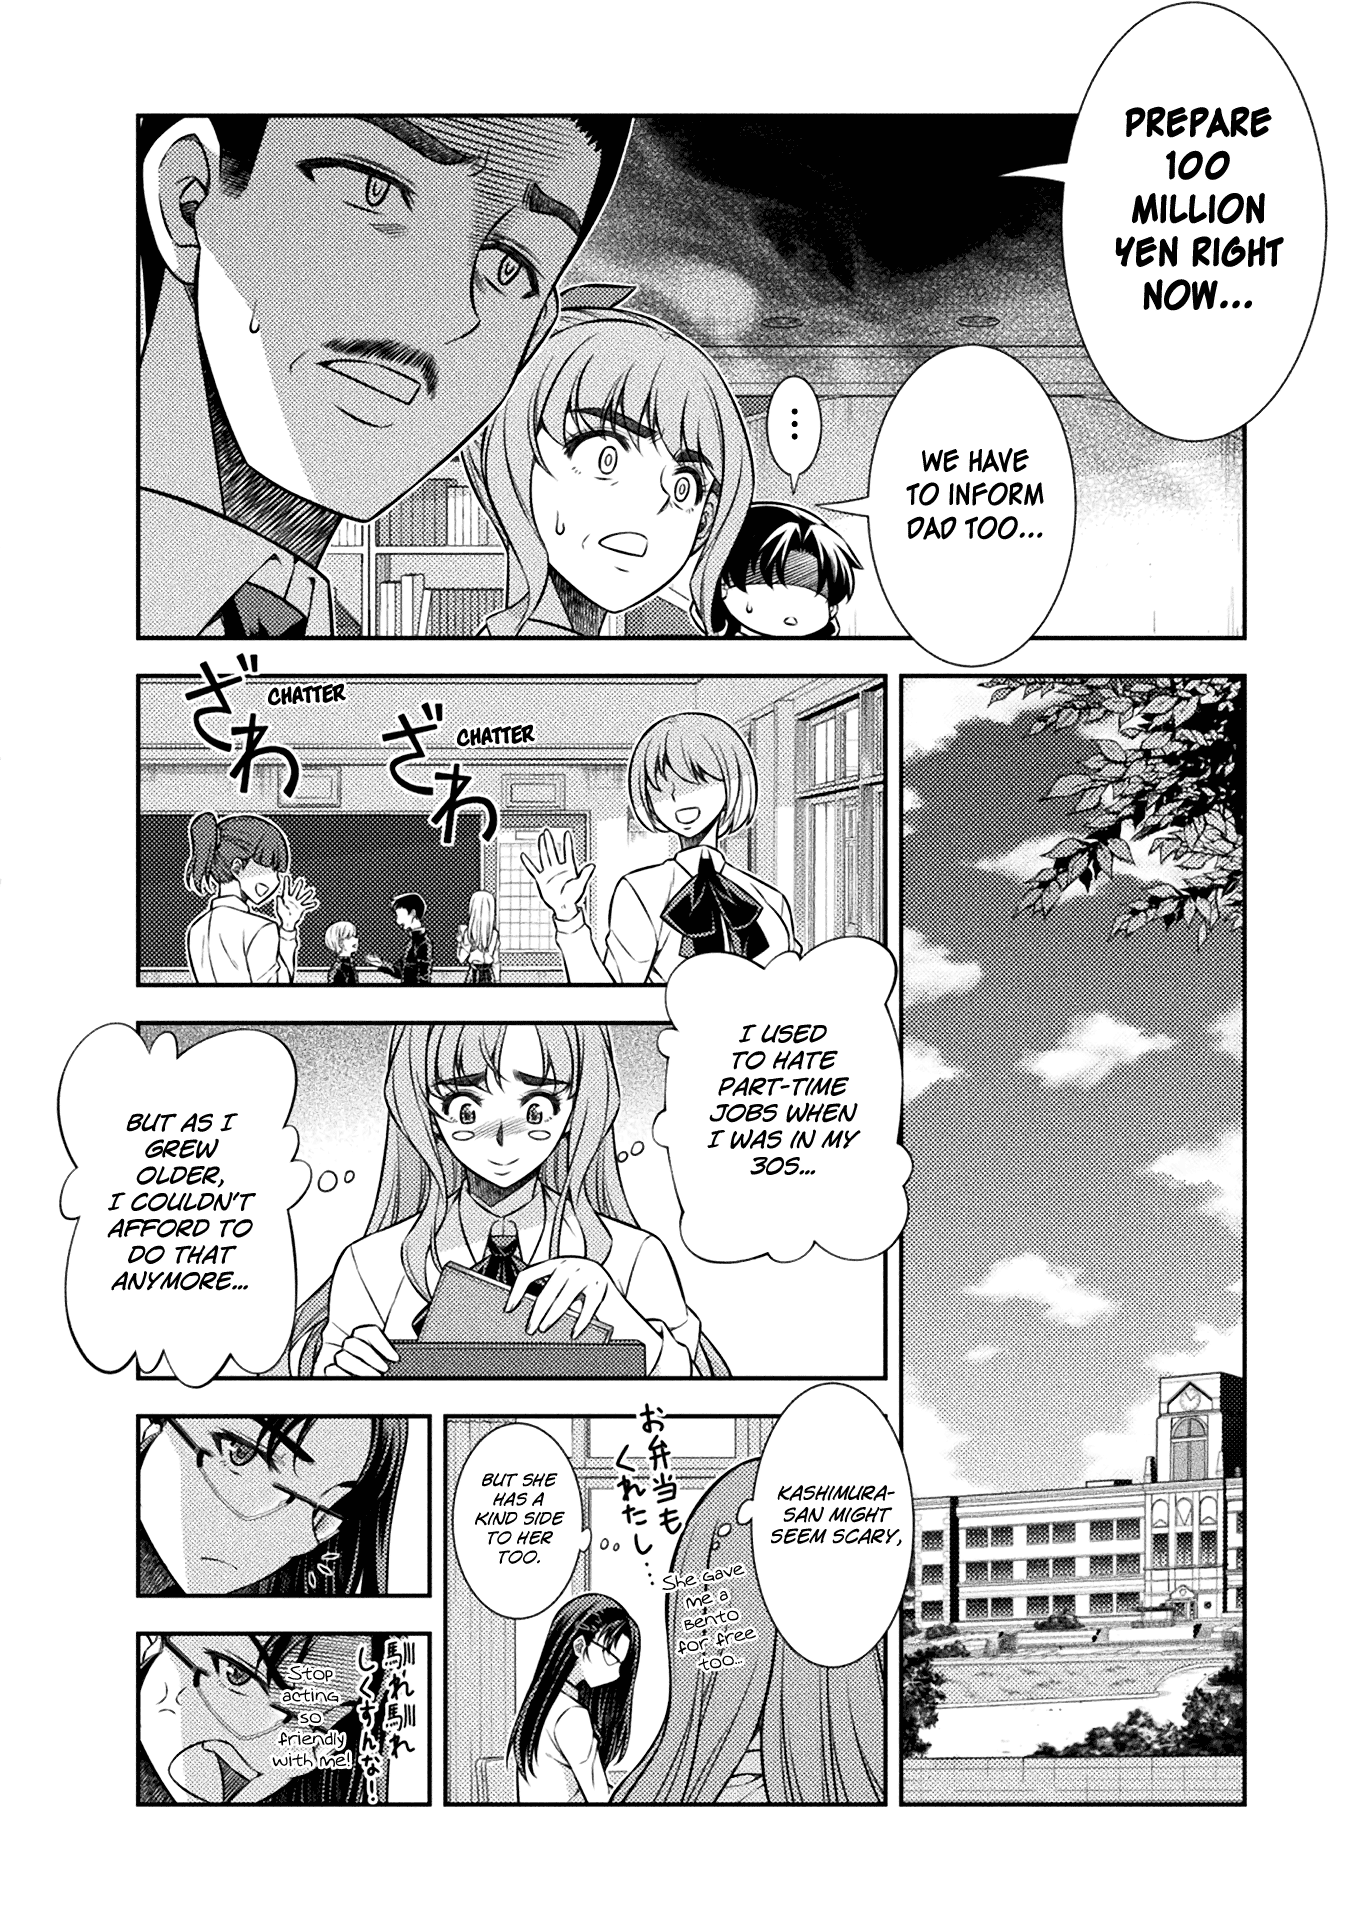 PREPARE
100
MILLION
YEN RIGHT
NOW...
WE HAVE
TO INFORM
DAD TOO...
...
ざわ
CHATTER
ざわ
CHATTER
I USED
TO HATE
PART-TIME
JOBS WHEN
I WAS IN MY
30S...
BUT AS I
GREW
OLDER,
I COULDN'T
AFFORD TO
DO THAT
ANYMORE...
KASHIMURA-
SAN MIGHT
SEEM SCARY,
お弁当も
くれたし…
She gave
me a
Bento
for free
too...
BUT SHE
HAS A
KIND SIDE
TO HER
TOO.
馴れ馴れ
しくすんな!
Stop
acting
so
friendly
with me!